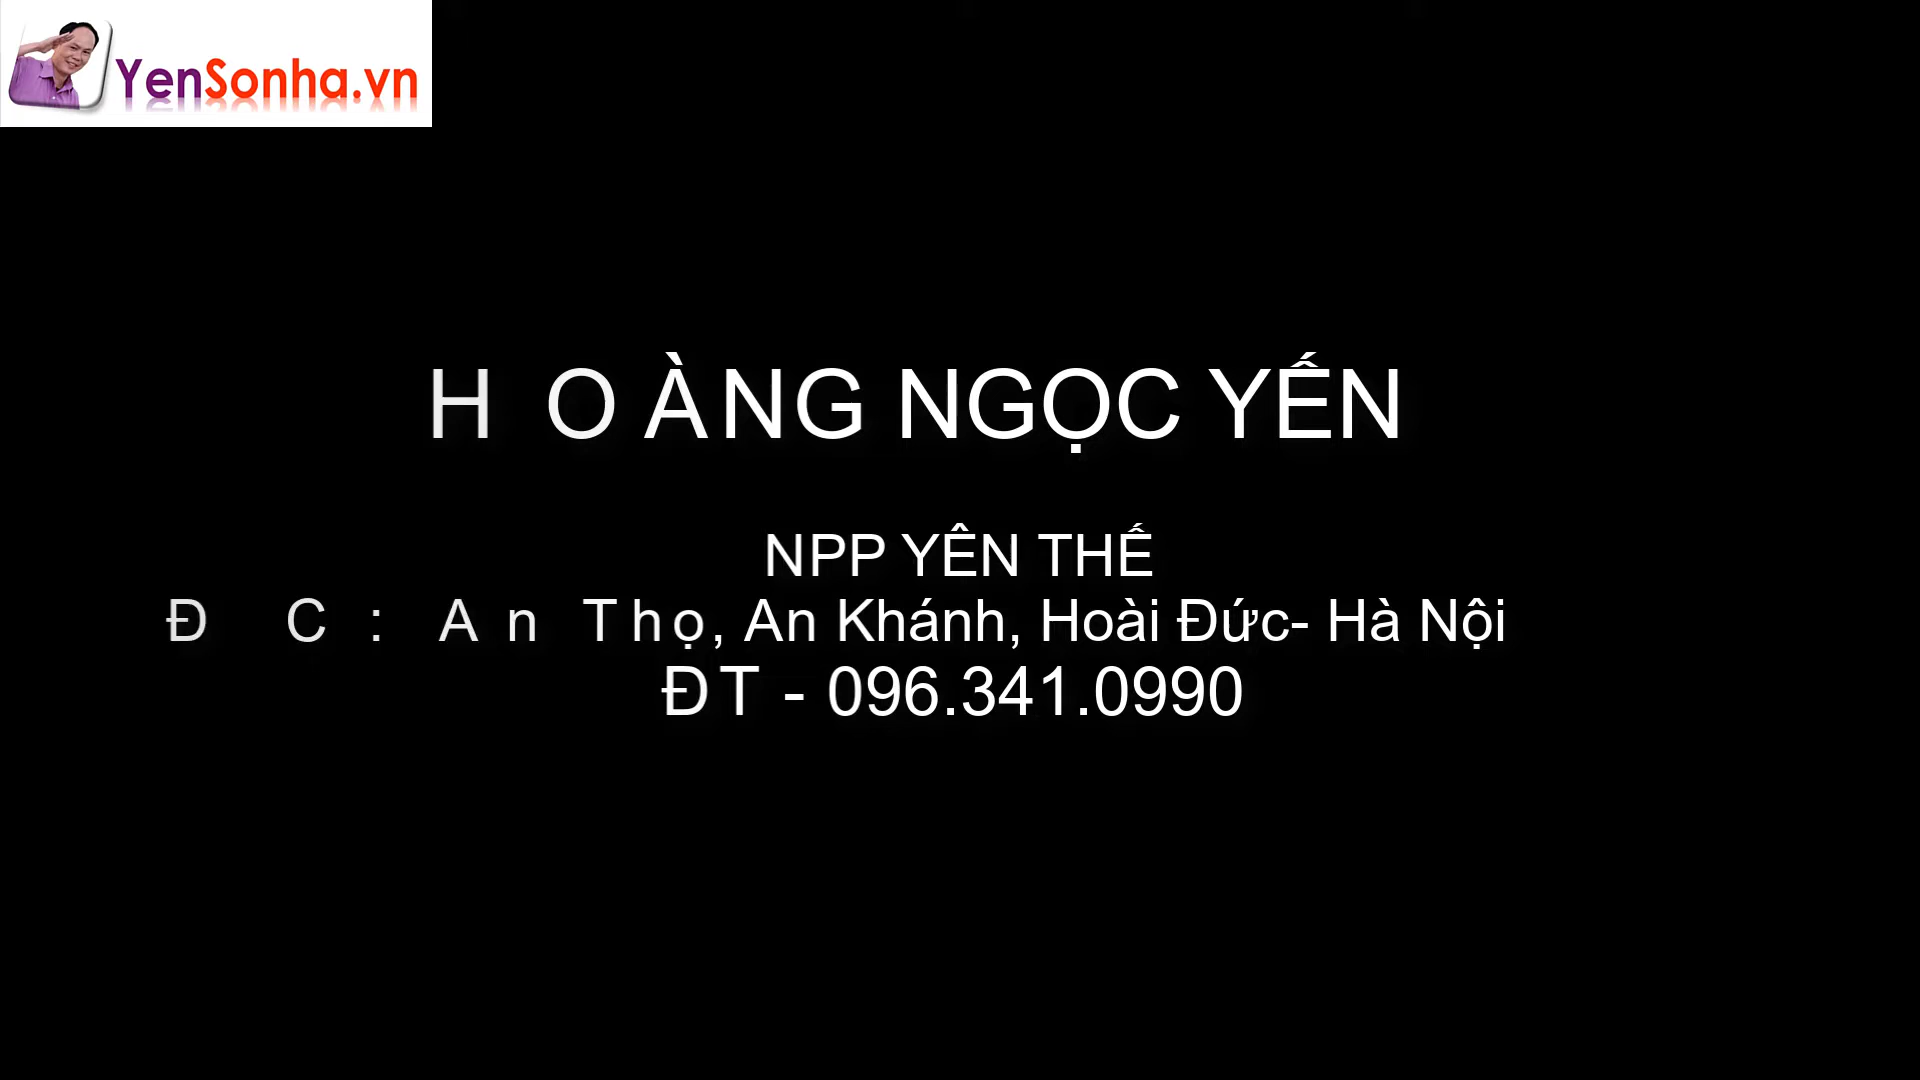 YenSonha.vn
HOÀNG NGỌC YẾN
NPP YÊN THẾ
ĐC: An Thọ, An Khánh, Hoài Đức- Hà Nội
ĐT - 096.341.0990